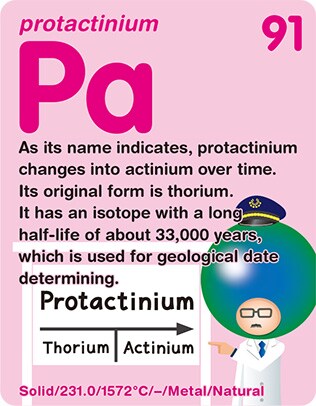 protactinium 91
Pa
As its name indicates, protactinium
changes into actinium over time.
Its original form is thorium.
It has an isotope with a long
half-life of about 33,000 years,
which is used for geological date
determining.
Protactinium
Thorium Actinium
Solid/231.0/1572°C/–/Metal/Natural